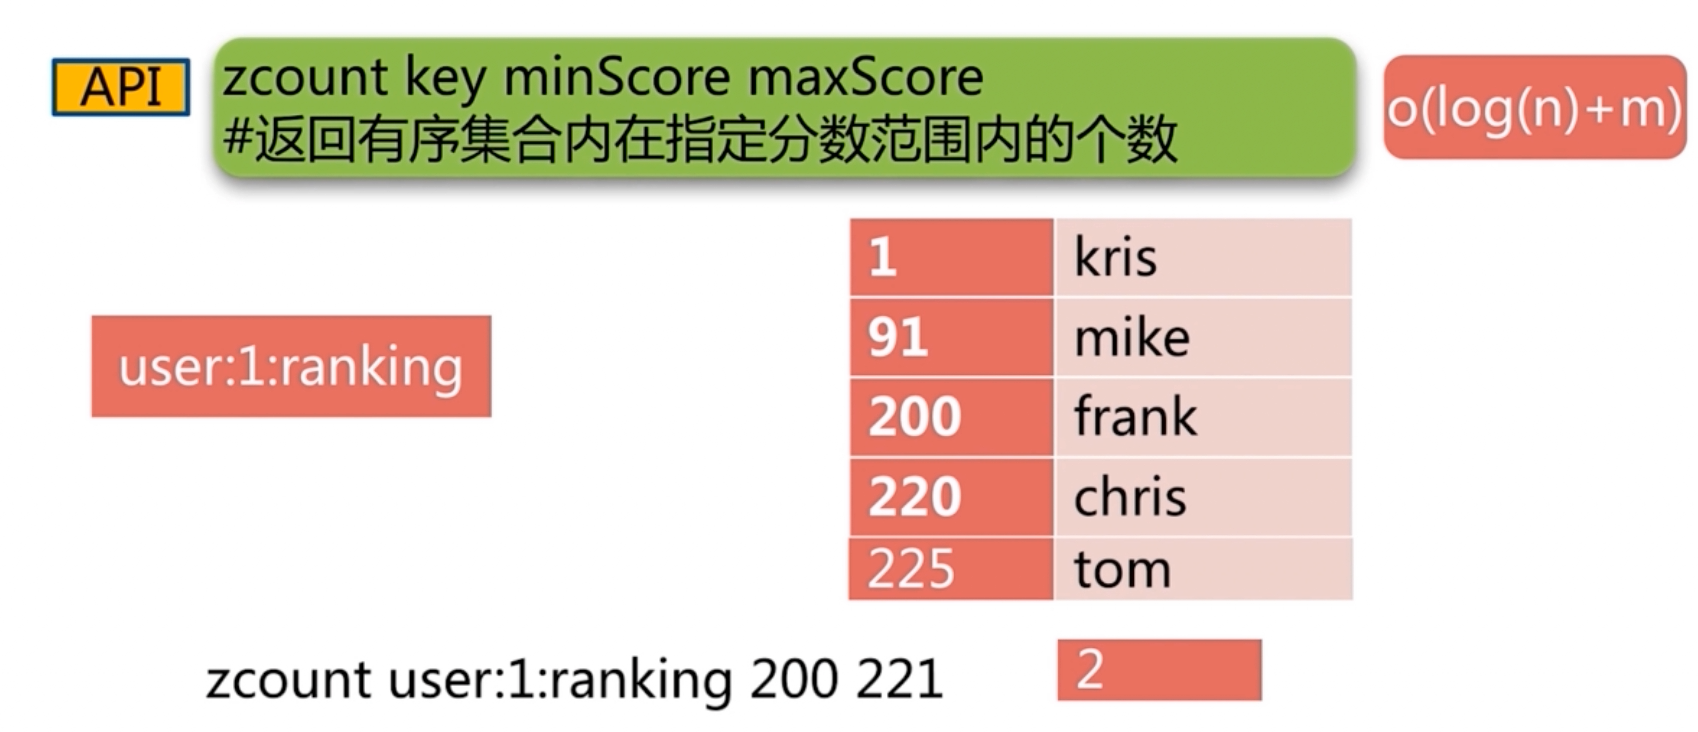 API
zcount key minScore maxScore
#返回有序集合内在指定分数范围内的个数
o(log(n)+m)
user:1:ranking
1 kris
91 mike
200 frank
220 chris
225 tom
zcount user:1:ranking 200 221
2